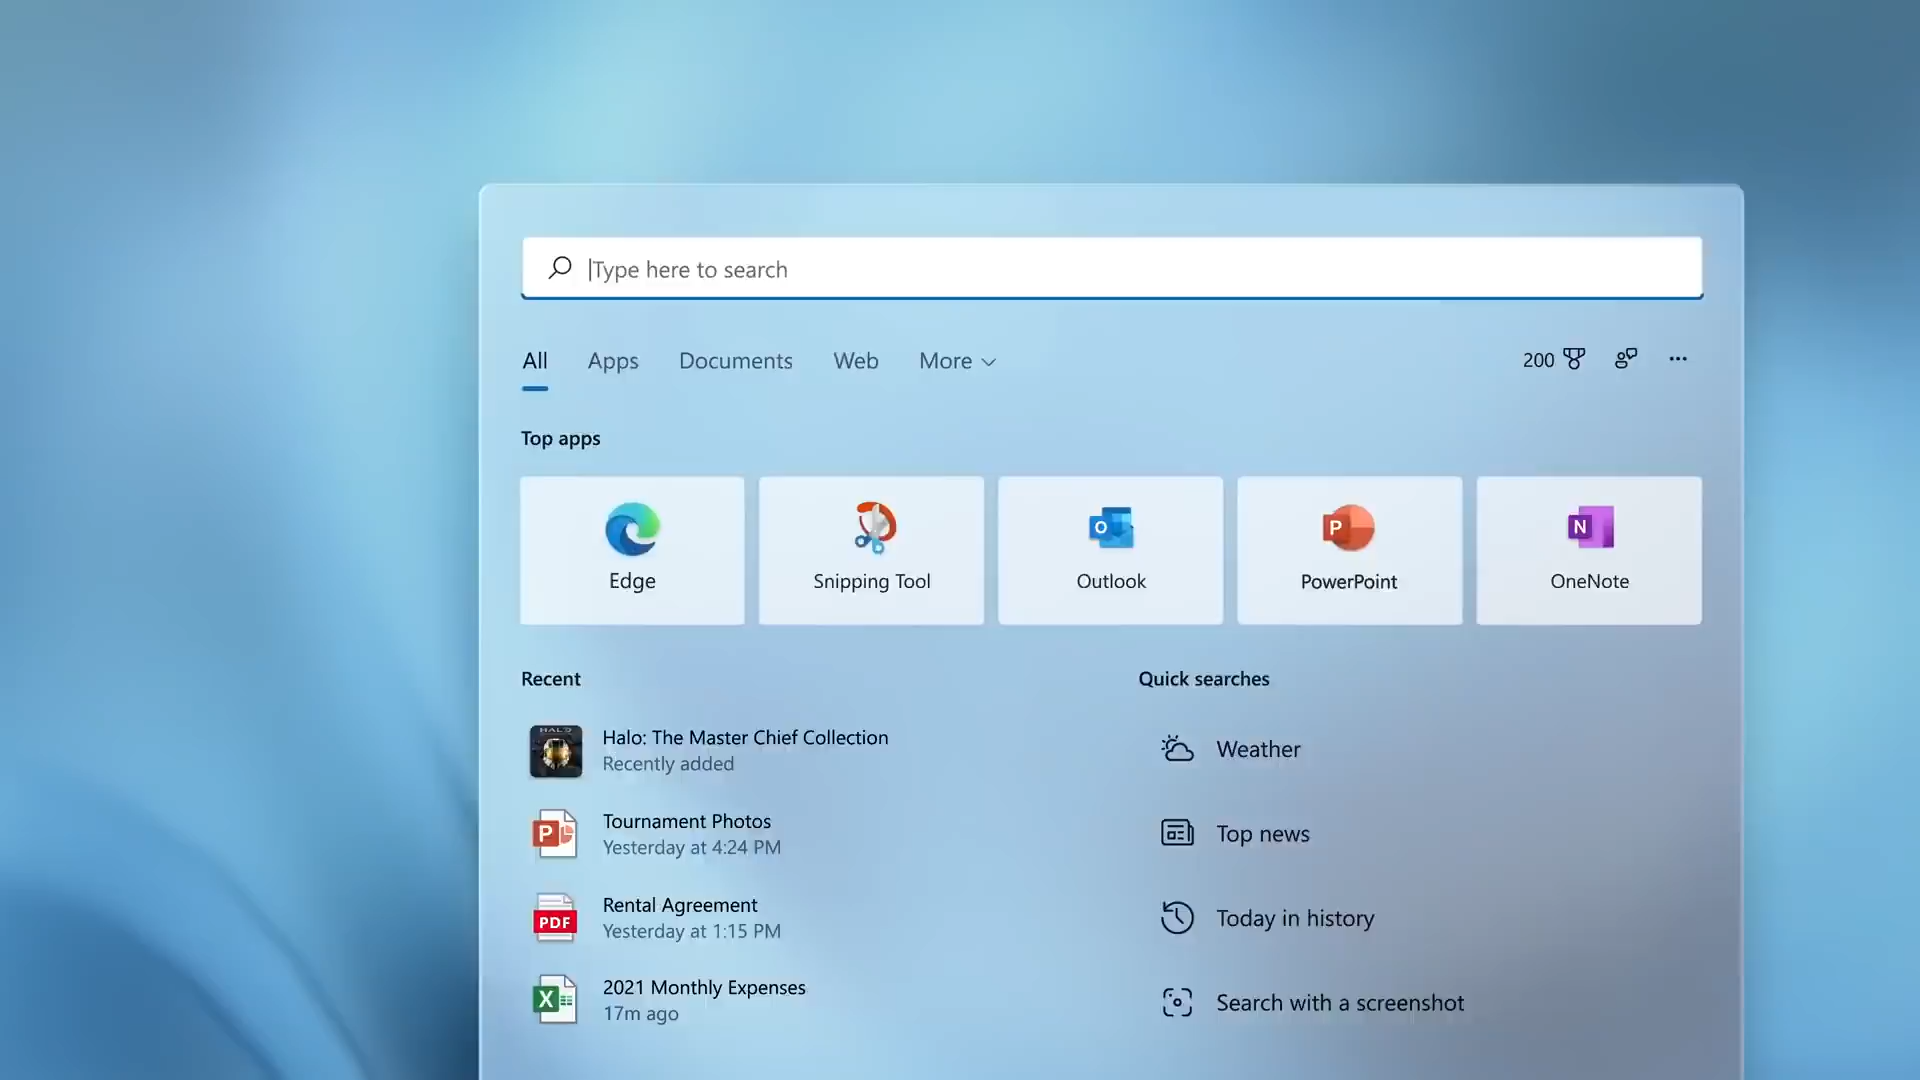 Type here to search
All Apps Documents Web More
200
Top apps
Edge
Snipping Tool
Outlook
PowerPoint
OneNote
Recent
HALO
Halo: The Master Chief Collection
Recently added
P
Tournament Photos
Yesterday at 4:24 PM
PDF
Rental Agreement
Yesterday at 1:15 PM
X
2021 Monthly Expenses
17m ago
Quick searches
Weather
Top news
Today in history
Search with a screenshot